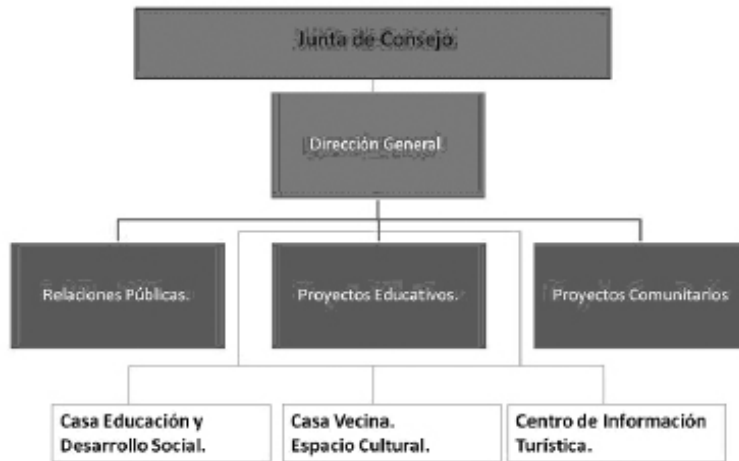 Junta de Consejo.
Dirección General
Relaciones Públicas.
Proyectos Educativos.
Proyectos Comunitarios
Casa Educación y
Desarrollo Social.
Casa Vecina.
Espacio Cultural.
Centro de Información
Turística.